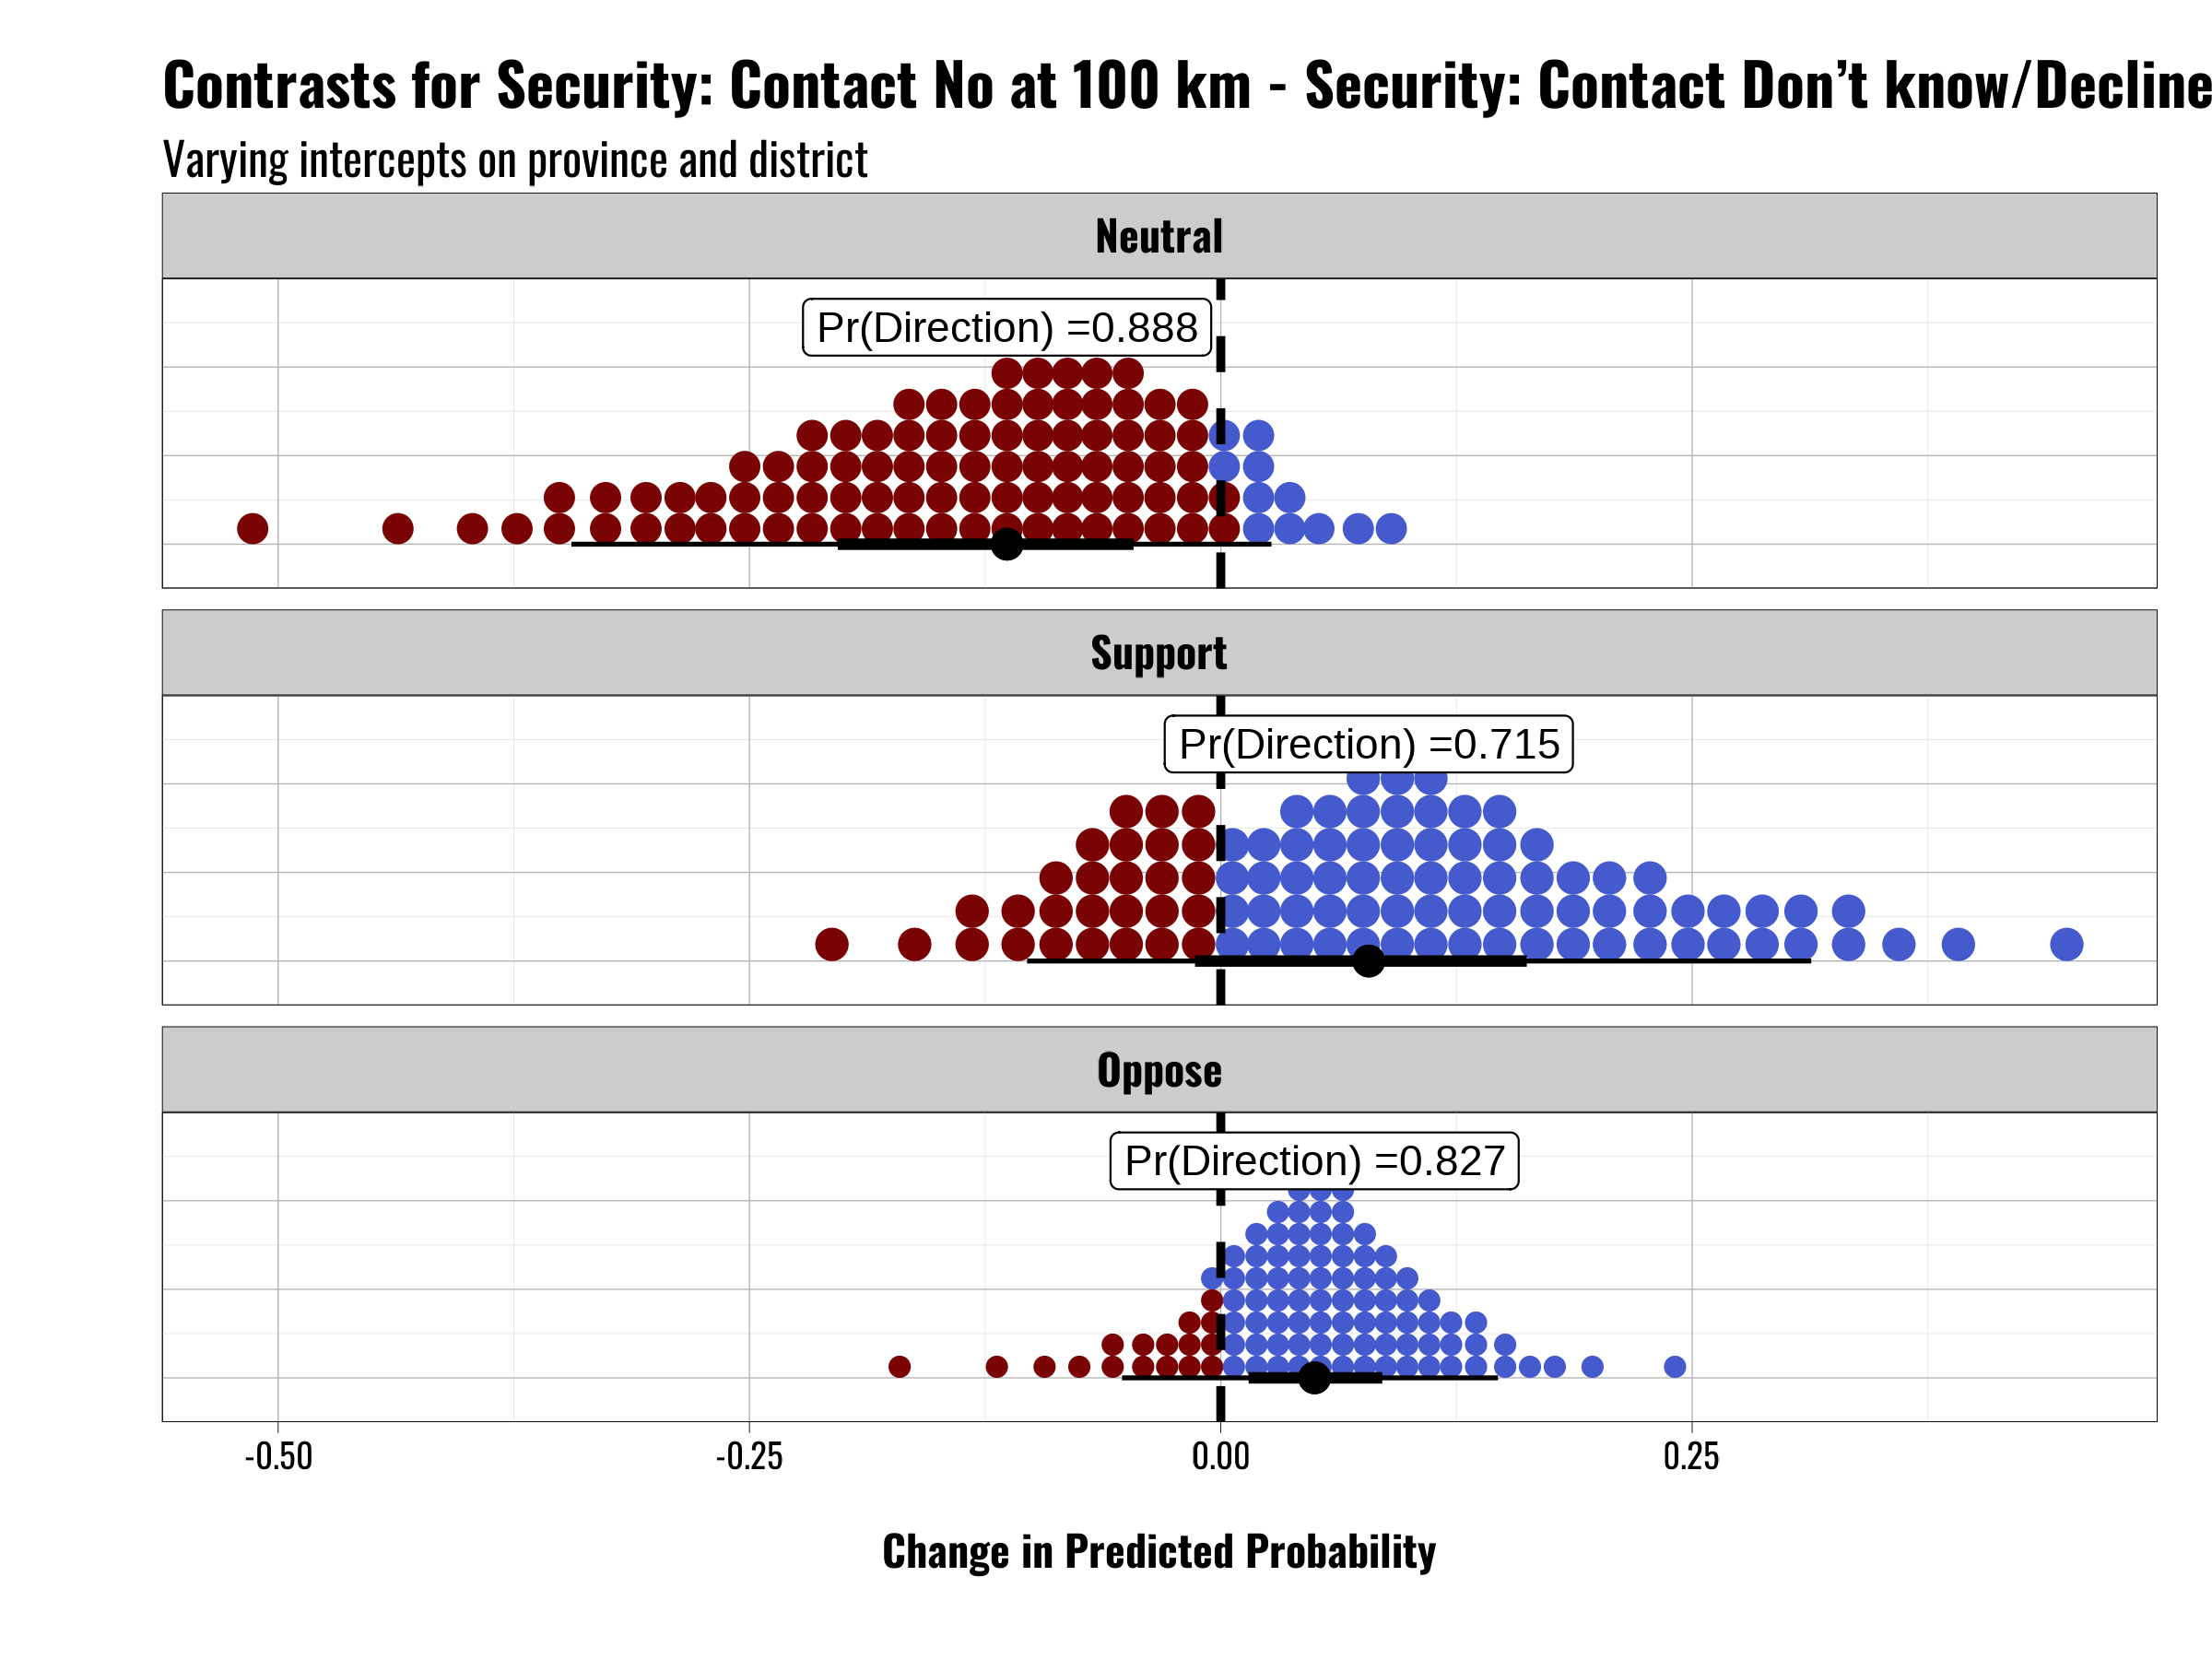 Contrasts for Security: Contact No at 100 km - Security: Contact Don’t know/Decline
Varying intercepts on province and district
Neutral
Pr(Direction) =0.888
Support
Pr(Direction) =0.715
Oppose
Pr(Direction) =0.827
-0.50 -0.25 0.00 0.25
Change in Predicted Probability